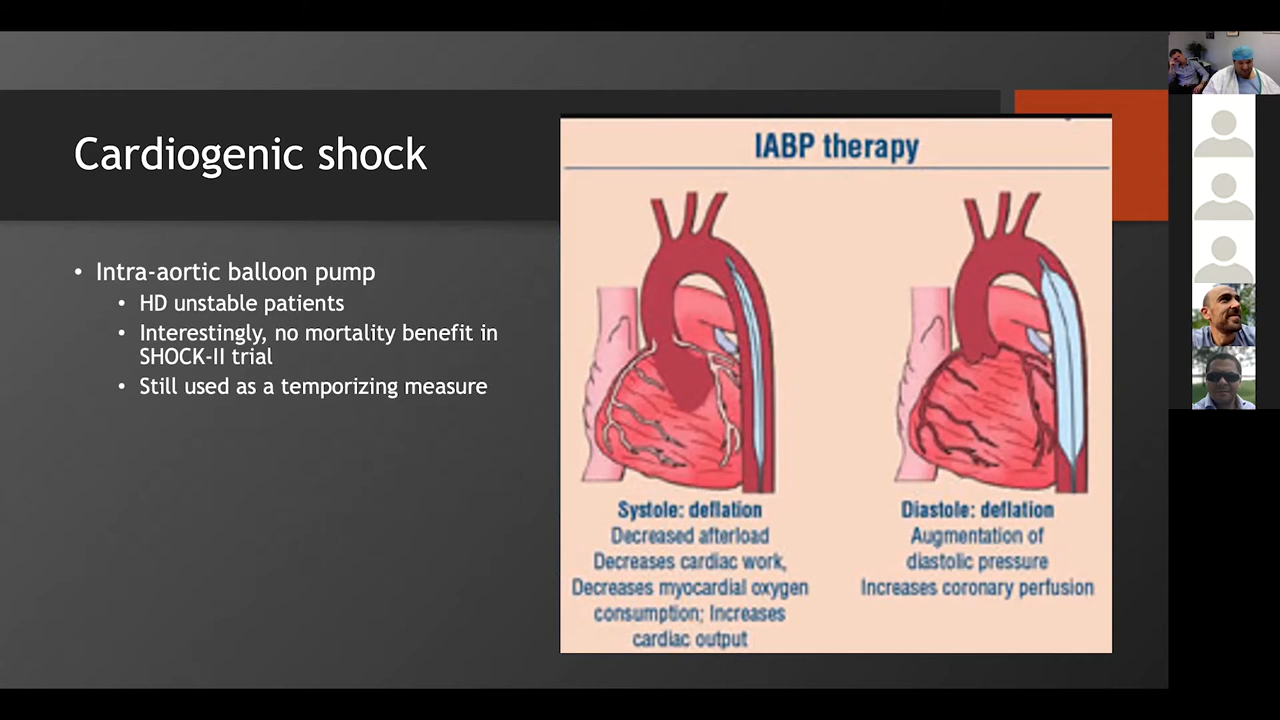 Cardiogenic shock
• Intra-aortic balloon pump
• HD unstable patients
• Interestingly, no mortality benefit in
SHOCK-II trial
• Still used as a temporizing measure
IABP therapy
Systole: deflation
Decreased afterload
Decreases cardiac work,
Decreases myocardial oxygen
consumption; Increases
cardiac output
Diastole: deflation
Augmentation of
diastolic pressure
Increases coronary perfusion